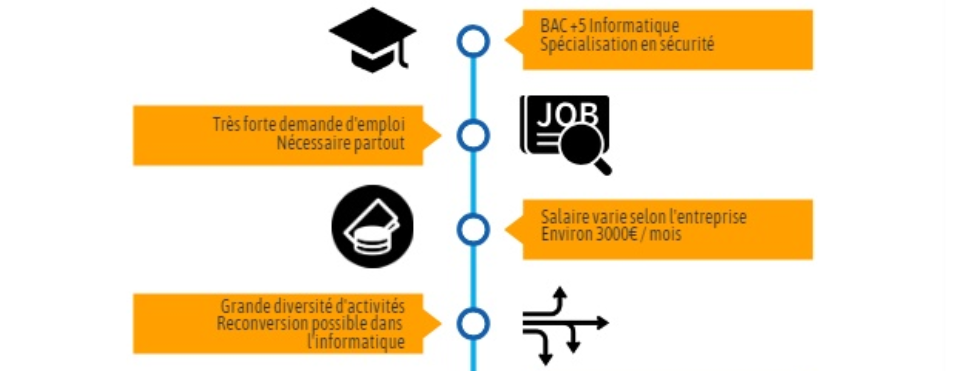 BAC +5 Informatique
Spécialisation en sécurité
Très forte demande d'emploi
Nécessaire partout
JOB
Salaire varie selon l'entreprise
Environ 3000€ / mois
Grande diversité d'activités
Reconversion possible dans
l'informatique